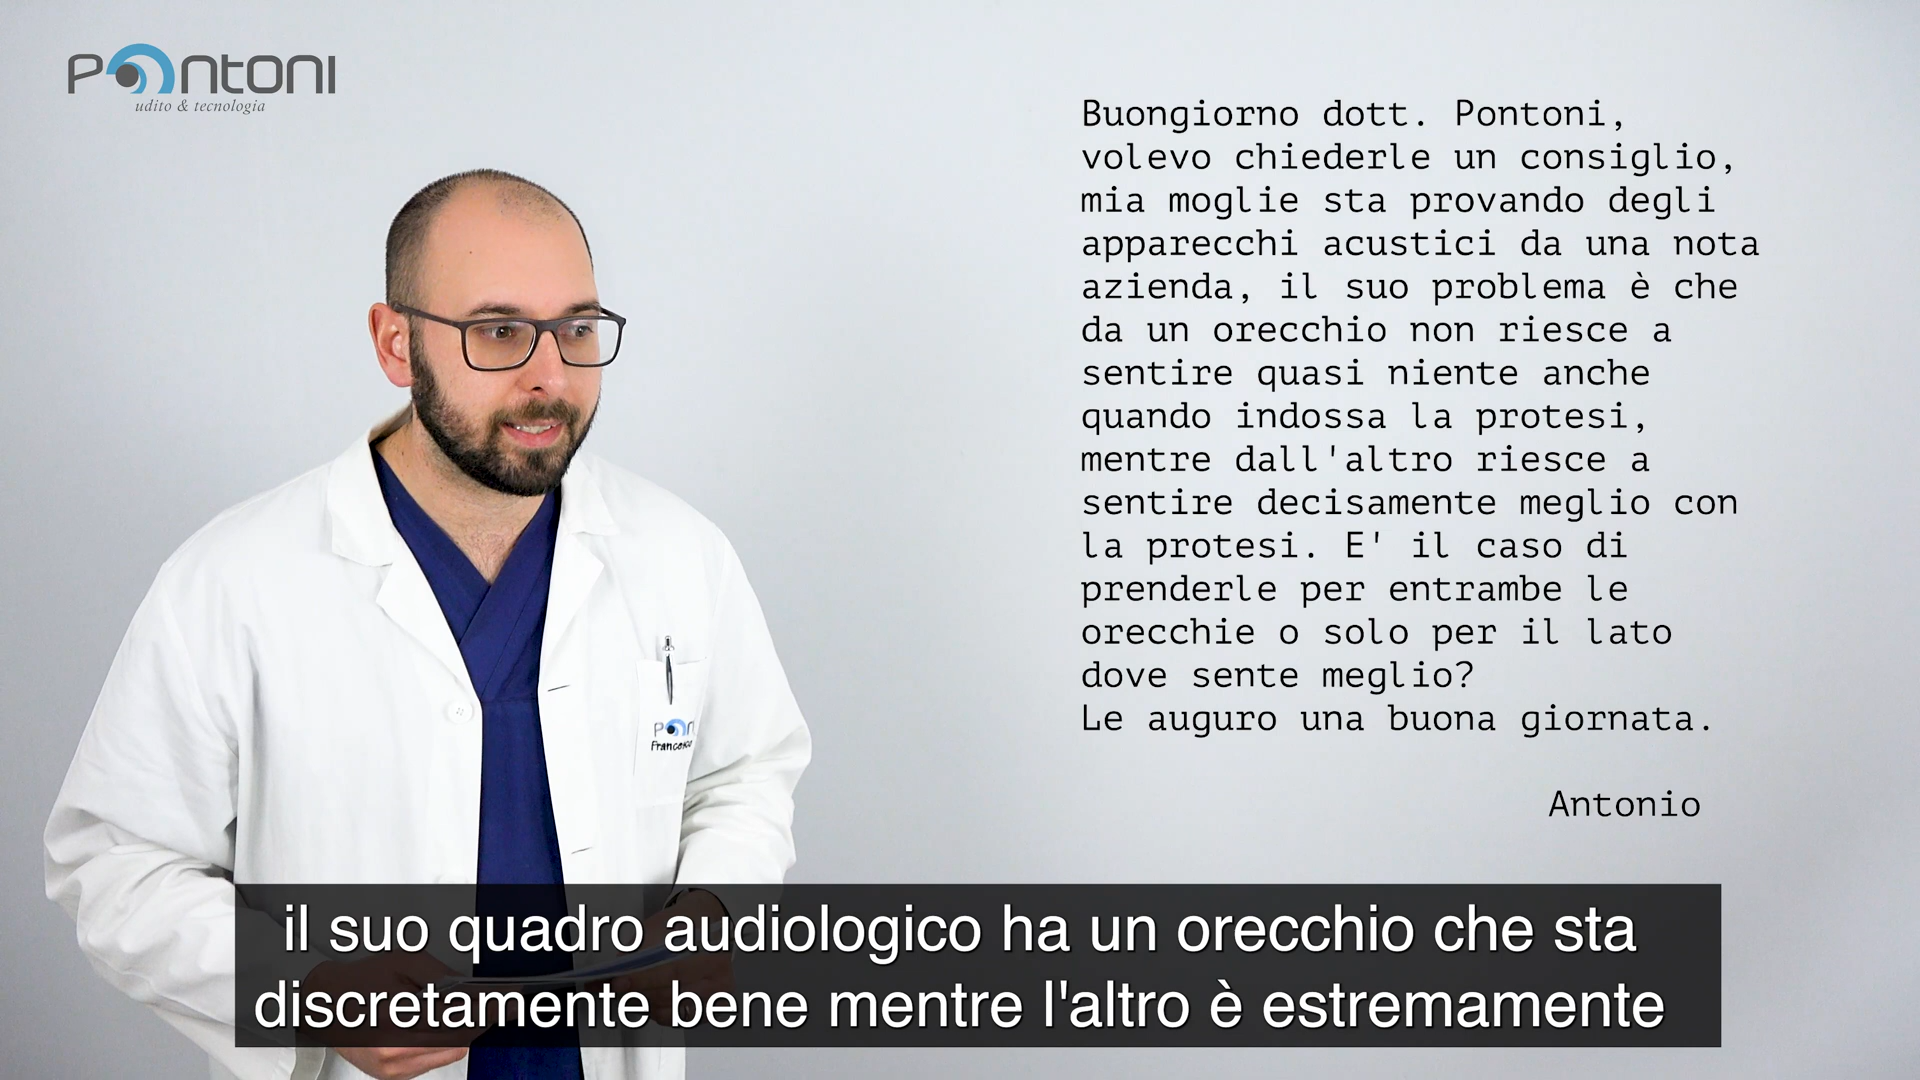 Pontoni
udito & tecnologia
Buongiorno dott. Pontoni,
volevo chiederle un consiglio,
mia moglie sta provando degli
apparecchi acustici da una nota
azienda, il suo problema è che
da un orecchio non riesce a
sentire quasi niente anche
quando indossa la protesi,
mentre dall'altro riesce a
sentire decisamente meglio con
la protesi. E' il caso di
prenderle per entrambe le
orecchie o solo per il lato
dove sente meglio?
Le auguro una buona giornata.
Antonio
Francesco
il suo quadro audiologico ha un orecchio che sta
discretamente bene mentre l'altro è estremamente